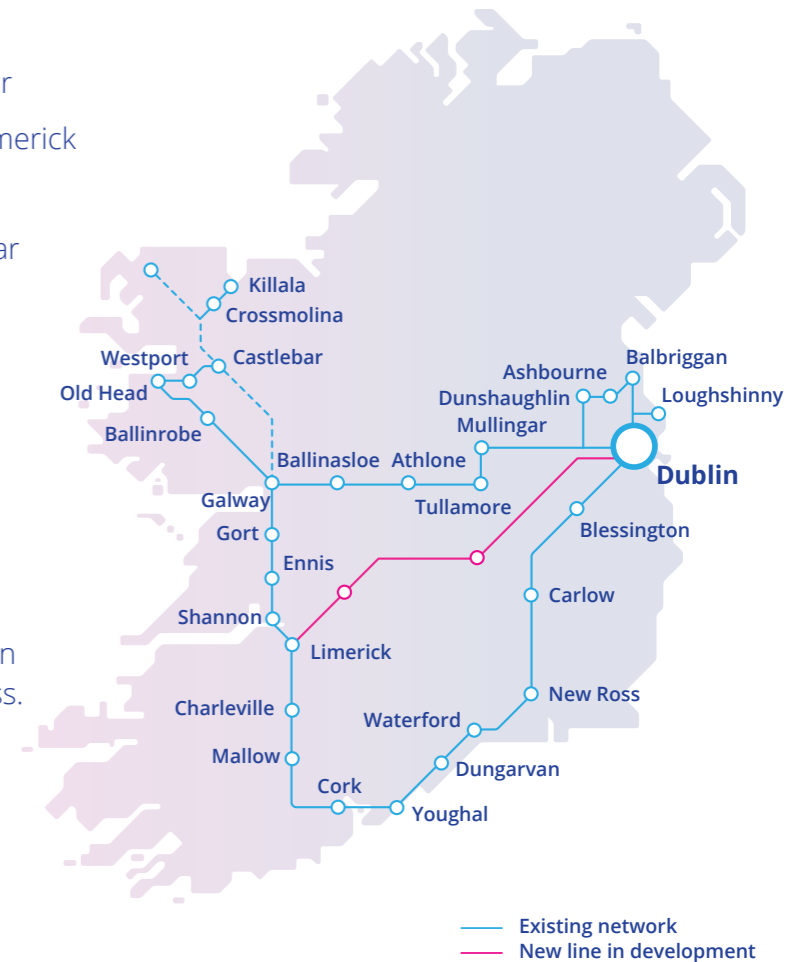 Killala
Crossmolina
Westport
Castlebar
Old Head
Ballinrobe
Balbriggan
Ashbourne
Loughshinny
Dunshaughlin
Mullingar
Dublin
Ballinasloe
Athlone
Galway
Tullamore
Gort
Blessington
Ennis
Carlow
Shannon
Limerick
New Ross
Charleville
Waterford
Mallow
Dungarvan
Cork
Youghal
Existing network
New line in development